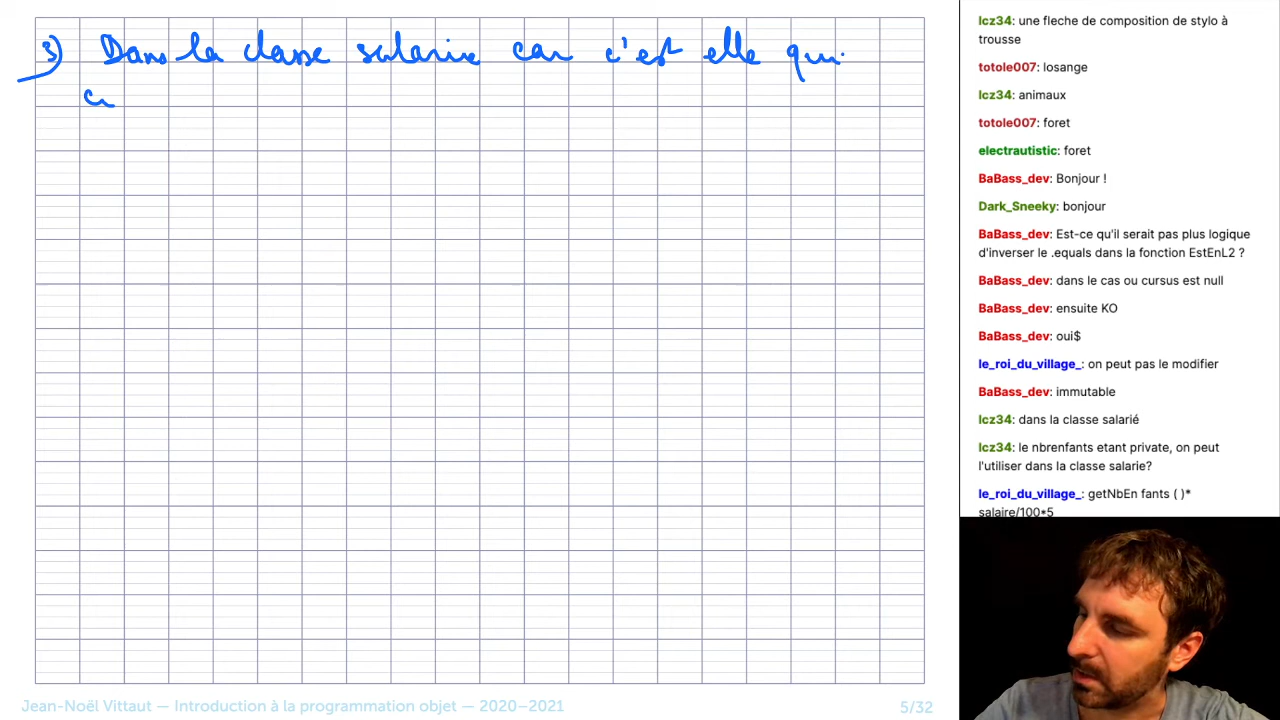 3) Dans la classe salarié car c'est elle qui
lcz34: une fleche de composition de stylo à
trousse
totole007: losange
lcz34: animaux
totole007: foret
electrautistic: foret
BaBass_dev: Bonjour !
Dark_Sneeky: bonjour
BaBass_dev: Est-ce qu'il serait pas plus logique
d'inverser le .equals dans la fonction EstEnL2 ?
BaBass_dev: dans le cas ou cursus est null
BaBass_dev: ensuite KO
BaBass_dev: oui$
le_roi_du_village_: on peut pas le modifier
BaBass_dev: immutable
lcz34: dans la classe salarié
lcz34: le nbrenfants etant private, on peut
l'utiliser dans la classe salarie?
le_roi_du_village_: getNbEn fants ( )*
salaire/100*5
Jean-Noël Vittaut — Introduction à la programmation objet — 2020–2021
5/32